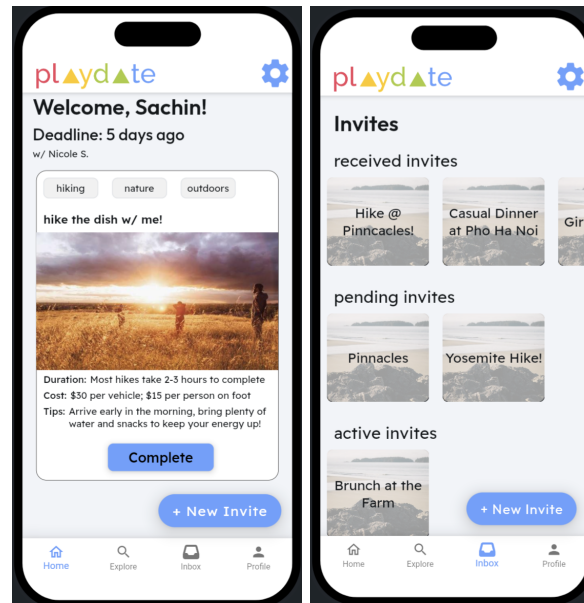 playdate
Welcome, Sachin!
Deadline: 5 days ago
w/ Nicole S.
hiking nature outdoors
hike the dish w/ me!
Duration: Most hikes take 2-3 hours to complete
Cost: $30 per vehicle; $15 per person on foot
Tips: Arrive early in the morning, bring plenty of
water and snacks to keep your energy up!
Complete
+ New Invite
Home Explore Inbox Profile
playdate
Invites
received invites
Hike @
Pinncacles!
Casual Dinner
at Pho Ha Noi
Gir
pending invites
Pinnacles
Yosemite Hike!
active invites
Brunch at the
Farm
+ New Invite
Home Explore Inbox Profile